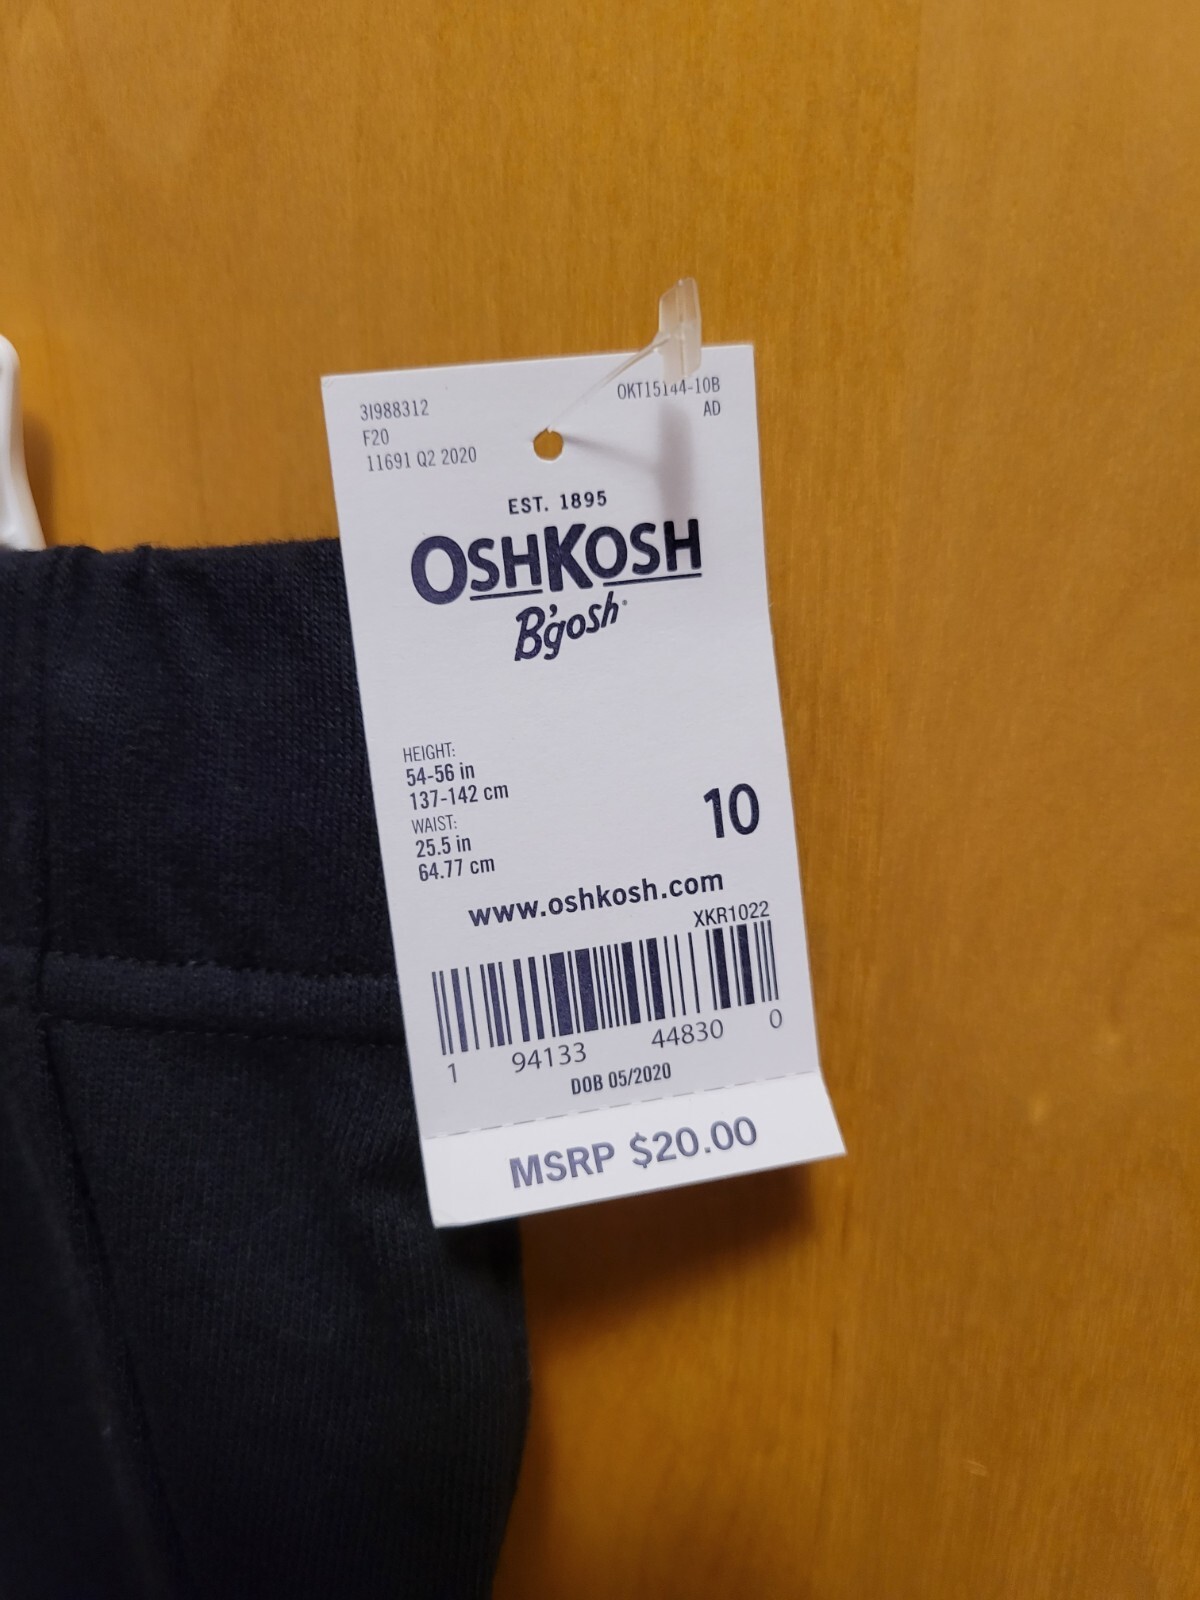 3I988312
F20
11691 Q2 2020
OKT15144-10B
AD
EST. 1895
OSHKOSH
B'gosh
HEIGHT:
54-56 in
137-142 cm
WAIST:
25.5 in
64.77 cm
10
www.oshkosh.com
XKR1022
1 94133 44830 0
DOB 05/2020
MSRP $20.00